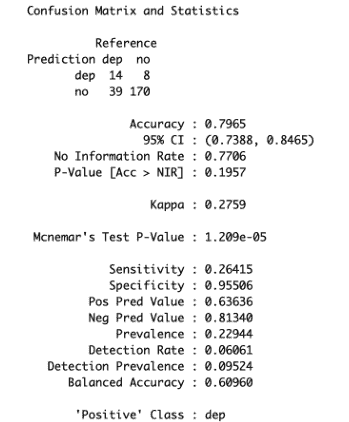 Confusion Matrix and Statistics
Reference
Prediction dep no
dep 14 8
no 39 170
Accuracy : 0.7965
95% CI : (0.7388, 0.8465)
No Information Rate : 0.7706
P-Value [Acc > NIR] : 0.1957
Kappa : 0.2759
Mcnemar's Test P-Value : 1.209e-05
Sensitivity : 0.26415
Specificity : 0.95506
Pos Pred Value : 0.63636
Neg Pred Value : 0.81340
Prevalence : 0.22944
Detection Rate : 0.06061
Detection Prevalence : 0.09524
Balanced Accuracy : 0.60960
'Positive' Class : dep